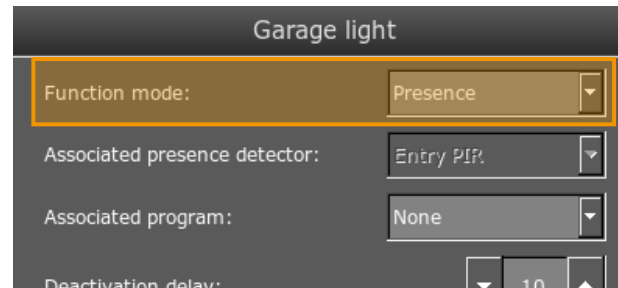 Garage light
Function mode: Presence
Associated presence detector: Entry PIR
Associated program: None
Deactivation delay: 10